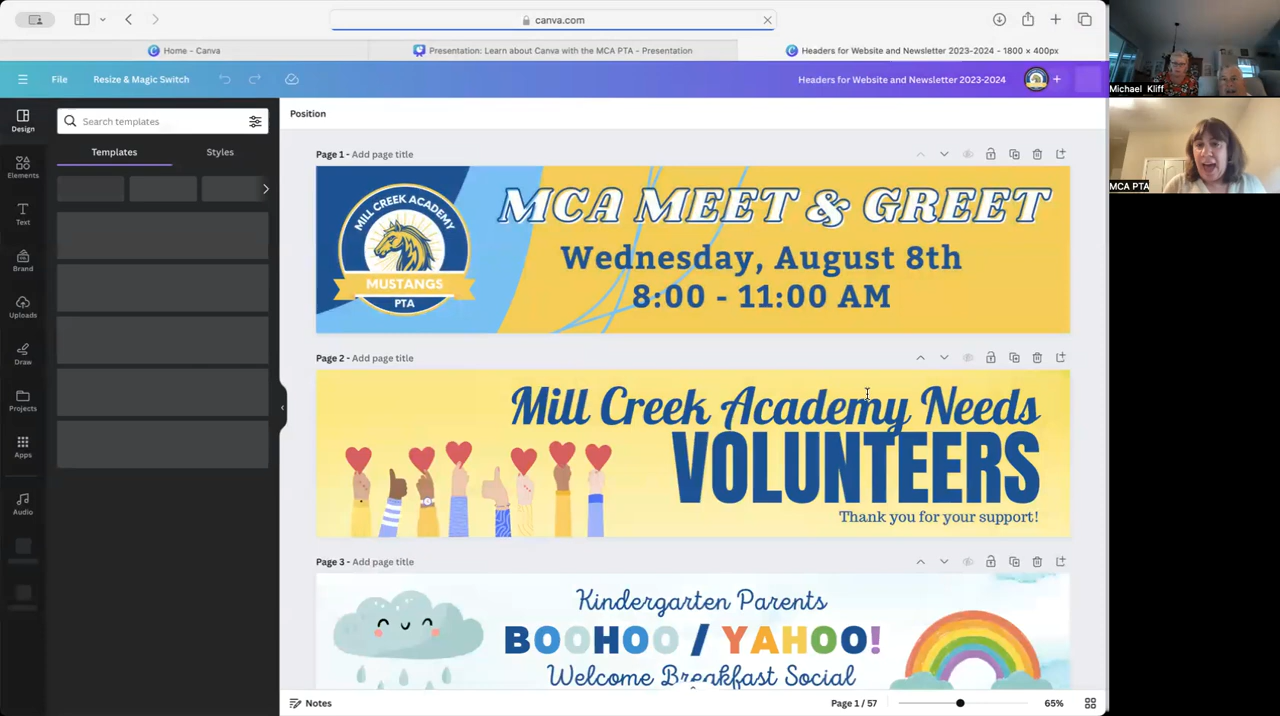 canva.com
Home - Canva
Presentation: Learn about Canva with the MCA PTA - Presentation
Headers for Website and Newsletter 2023-2024 - 1800 × 400px
File
Resize & Magic Switch
Headers for Website and Newsletter 2023-2024
Design
Elements
Text
Brand
Uploads
Draw
Projects
Apps
Audio
Search templates
Templates
Styles
Position
Page 1 - Add page title
MILL CREEK ACADEMY
MUSTANGS
PTA
MCA MEET & GREET
Wednesday, August 8th
8:00 - 11:00 AM
Page 2 - Add page title
Mill Creek Academy Needs
VOLUNTEERS
Thank you for your support!
Page 3 - Add page title
Kindergarten Parents
BOOHOO / YAHOO!
Welcome Breakfast Social
Notes
Page 1 / 57
65%
Michael Kliff
MCA PTA